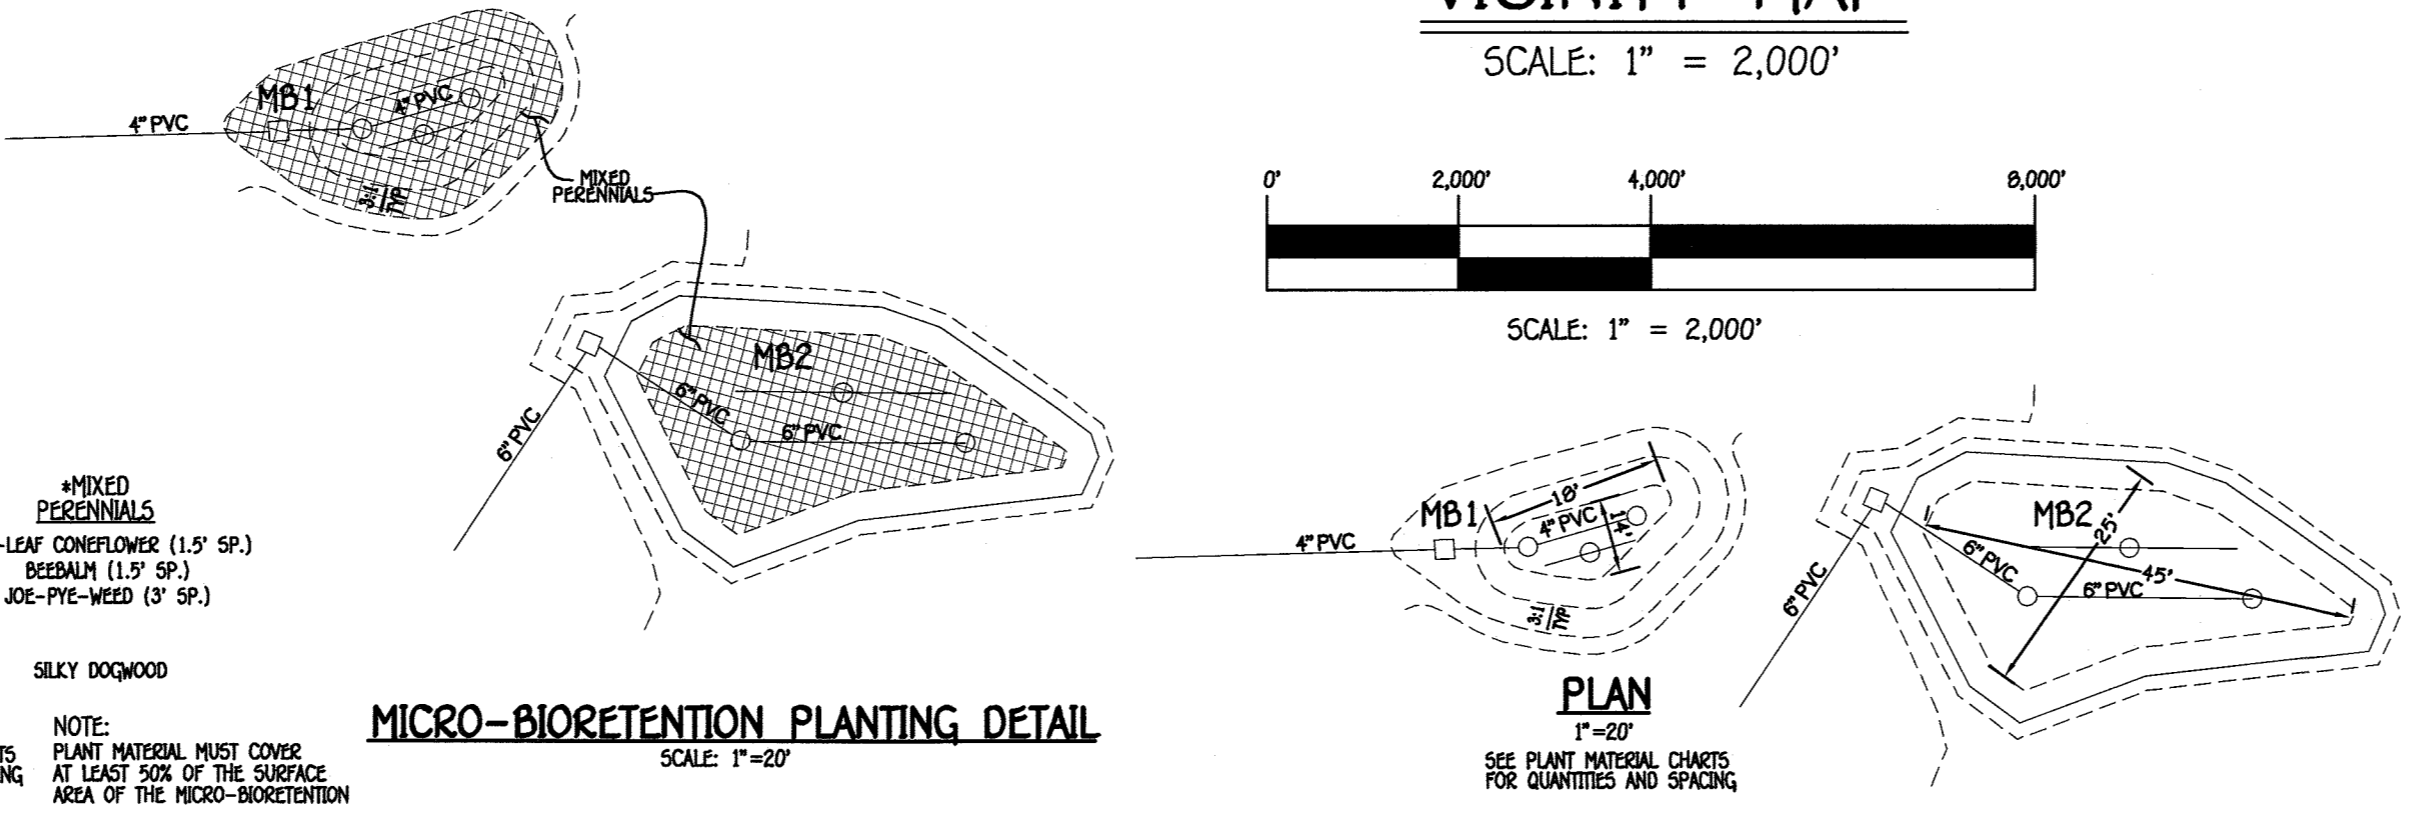 VICINITY MAP
SCALE: 1" = 2,000'
0' 2,000' 4,000' 8,000'
SCALE: 1" = 2,000'
MB1
4" PVC
4" PVC
3:1
TYP
MIXED
PERENNIALS
MB2
6" PVC
6" PVC
6" PVC
*MIXED
PERENNIALS
-LEAF CONEFLOWER (1.5' SP.)
BEEBALM (1.5' SP.)
JOE-PYE-WEED (3' SP.)
SILKY DOGWOOD
NOTE:
PLANT MATERIAL MUST COVER
AT LEAST 50% OF THE SURFACE
AREA OF THE MICRO-BIORETENTION
TS
NG
MICRO-BIORETENTION PLANTING DETAIL
SCALE: 1"=20'
MB1
4" PVC
4" PVC
18'
14'
3:1
TYP
MB2
25'
45'
6" PVC
6" PVC
6" PVC
PLAN
1"=20'
SEE PLANT MATERIAL CHARTS
FOR QUANTITIES AND SPACING